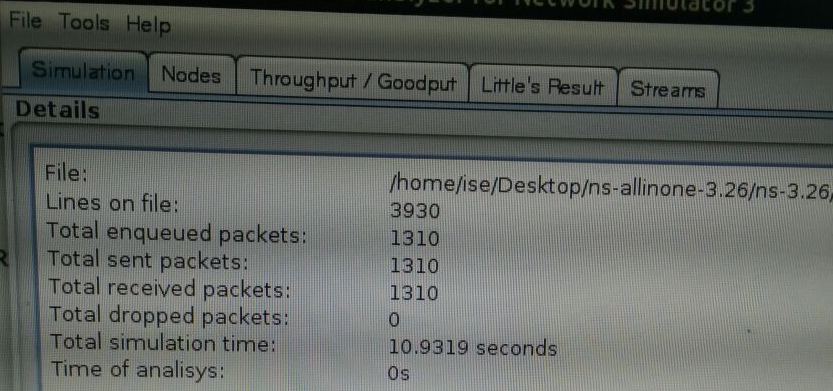 for Network Simulator 3
File Tools Help
Simulation Nodes Throughput / Goodput Little's Result Streams
Details
File: /home/ise/Desktop/ns-allinone-3.26/ns-3.26/
Lines on file: 3930
Total enqueued packets: 1310
Total sent packets: 1310
Total received packets: 1310
Total dropped packets: 0
Total simulation time: 10.9319 seconds
Time of analisys: 0s